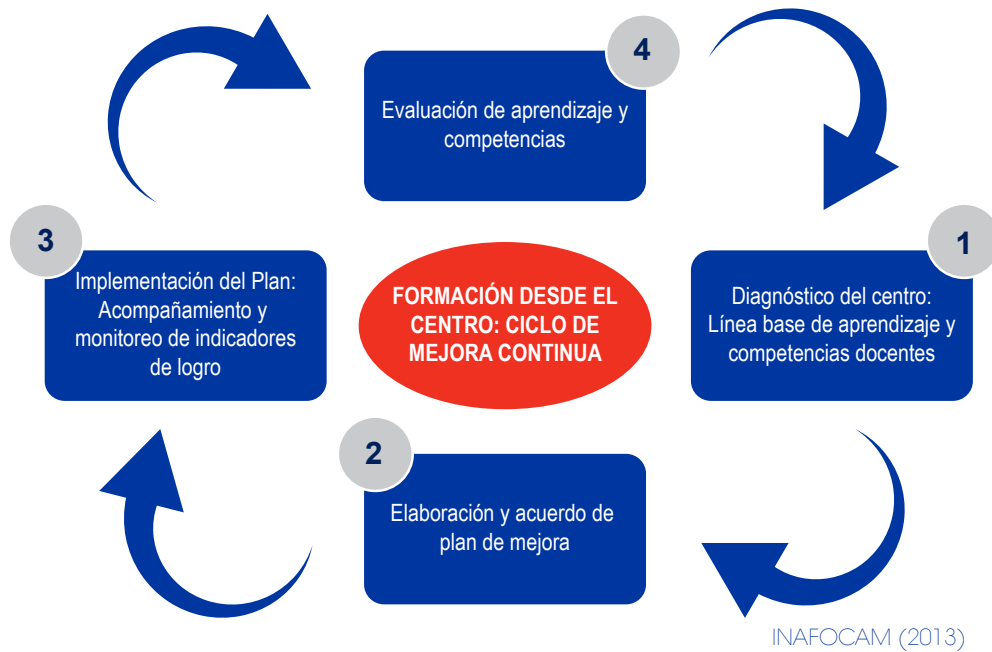 4
Evaluación de aprendizaje y
competencias
3
Implementación del Plan:
Acompañamiento y
monitoreo de indicadores
de logro
FORMACIÓN DESDE EL
CENTRO: CICLO DE
MEJORA CONTINUA
1
Diagnóstico del centro:
Línea base de aprendizaje y
competencias docentes
2
Elaboración y acuerdo de
plan de mejora
INAFOCAM (2013)